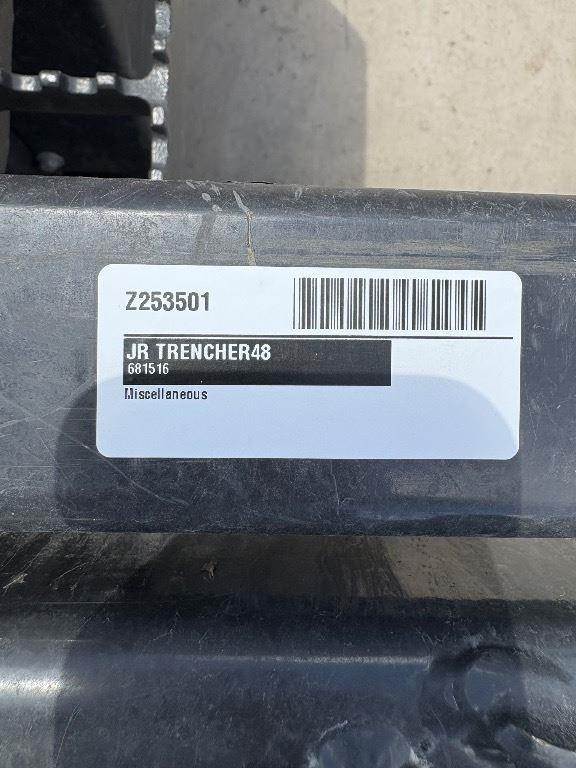 Z253501
JR TRENCHER48
681516
Miscellaneous